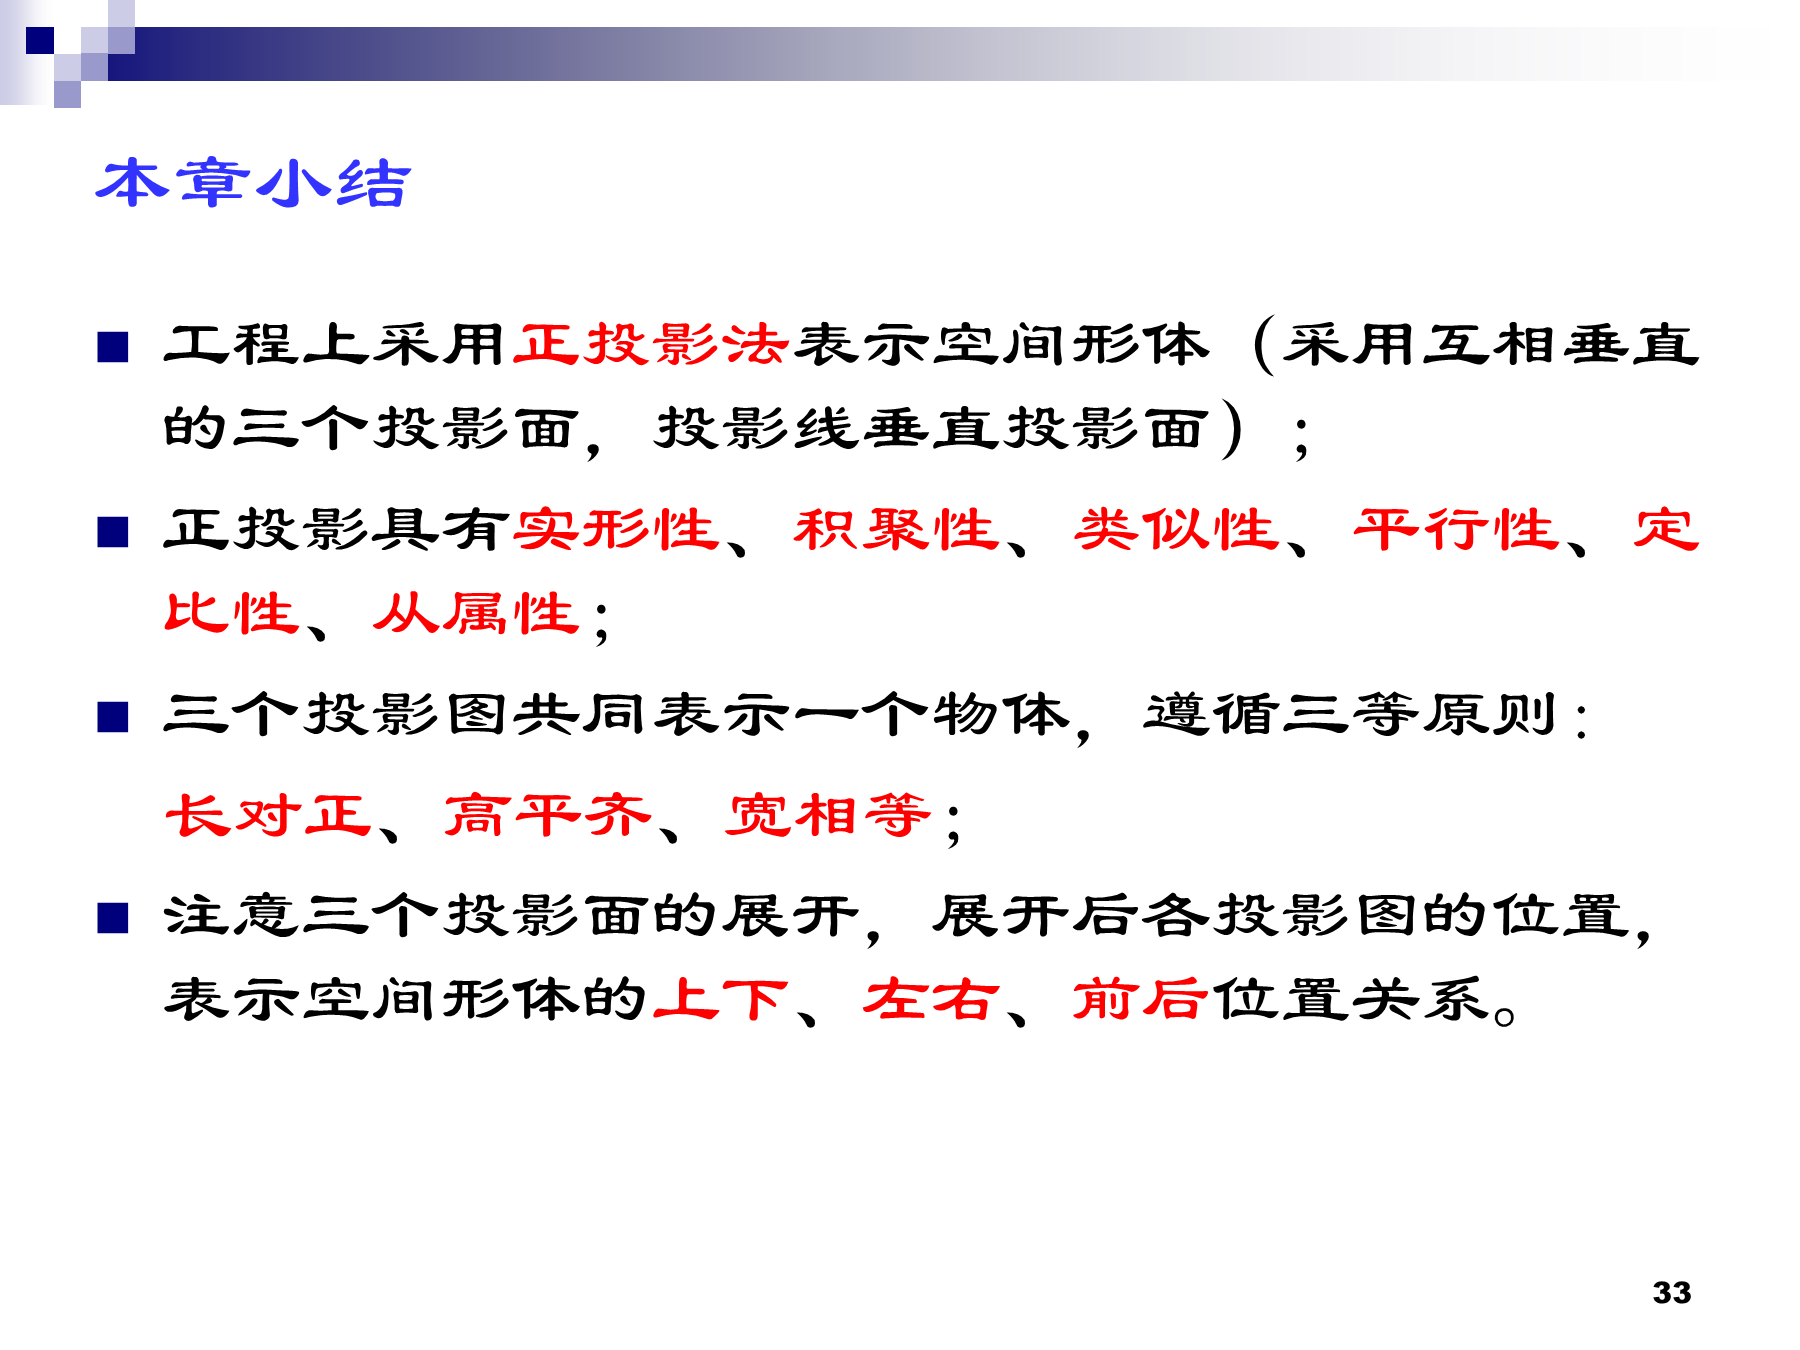 本章小结
工程上采用正投影法表示空间形体（采用互相垂直
的三个投影面，投影线垂直投影面）；
正投影具有实形性、积聚性、类似性、平行性、定
比性、从属性；
三个投影图共同表示一个物体，遵循三等原则：
长对正、高平齐、宽相等；
注意三个投影面的展开，展开后各投影图的位置，
表示空间形体的上下、左右、前后位置关系。
33